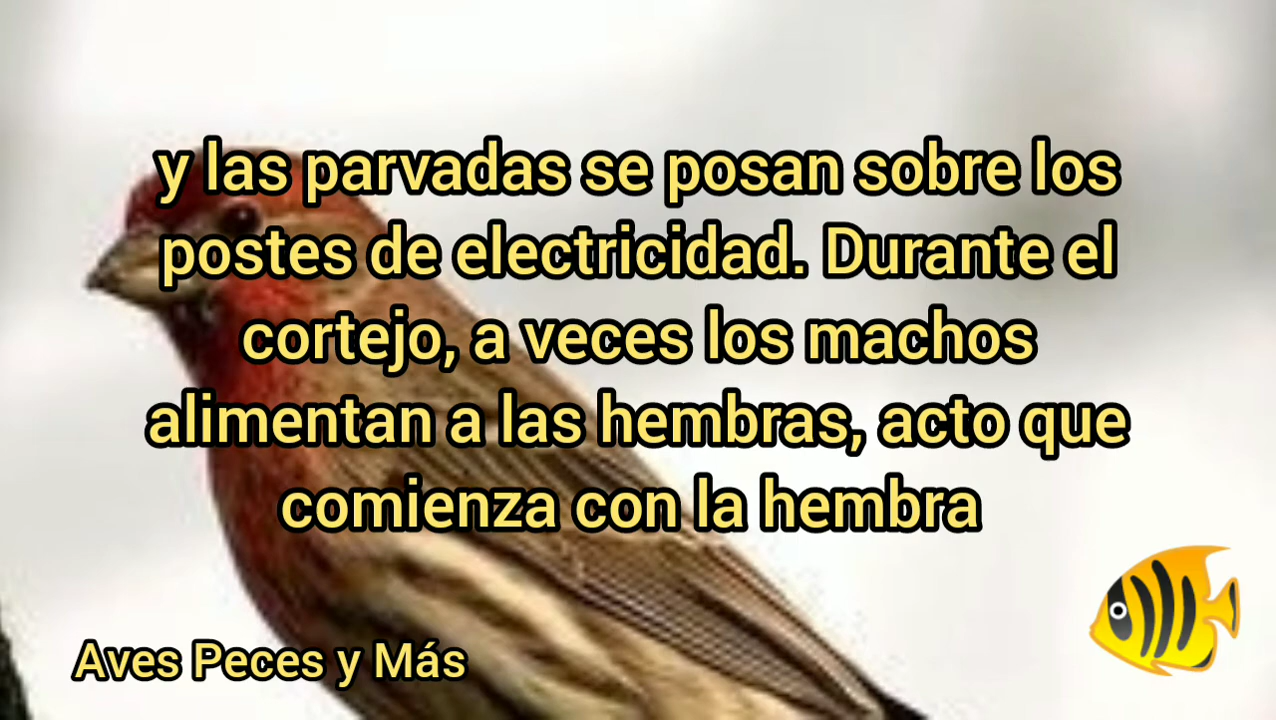 y las parvadas se posan sobre los
postes de electricidad. Durante el
cortejo, a veces los machos
alimentan a las hembras, acto que
comienza con la hembra
Aves Peces y Más